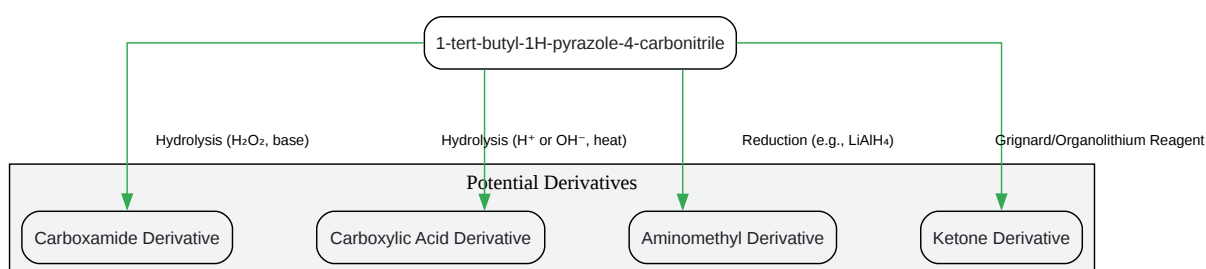 1-tert-butyl-1H-pyrazole-4-carbonitrile
Hydrolysis (H₂O₂, base)
Hydrolysis (H⁺ or OH⁻, heat)
Reduction (e.g., LiAlH₄)
Grignard/Organolithium Reagent
Potential Derivatives
Carboxamide Derivative
Carboxylic Acid Derivative
Aminomethyl Derivative
Ketone Derivative